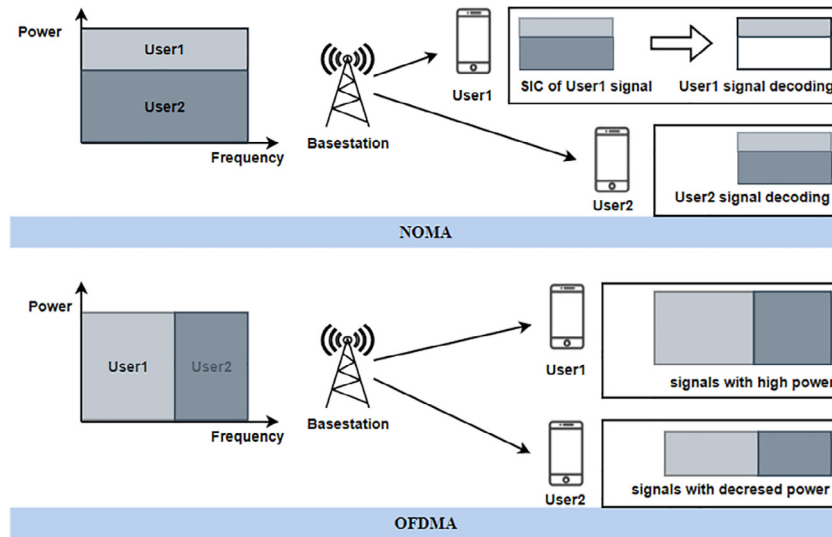 Power
User1
User2
Frequency
Basestation
User1
SIC of User1 signal
User1 signal decoding
User2
User2 signal decoding
NOMA
Power
User1
User2
Frequency
Basestation
User1
signals with high power
User2
signals with decresed power
OFDMA